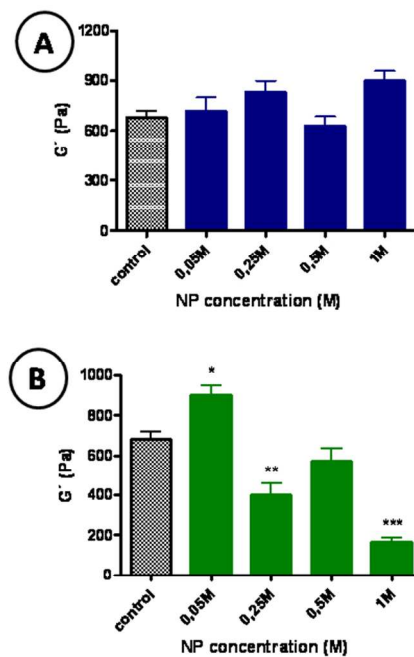 A
1200
900
600
300
0
G´ (Pa)
control
0,05M
0,25M
0,5M
1M
NP concentration (M)
B
1000
800
600
400
200
0
G´ (Pa)
*
**
***
control
0,05M
0,25M
0,5M
1M
NP concentration (M)